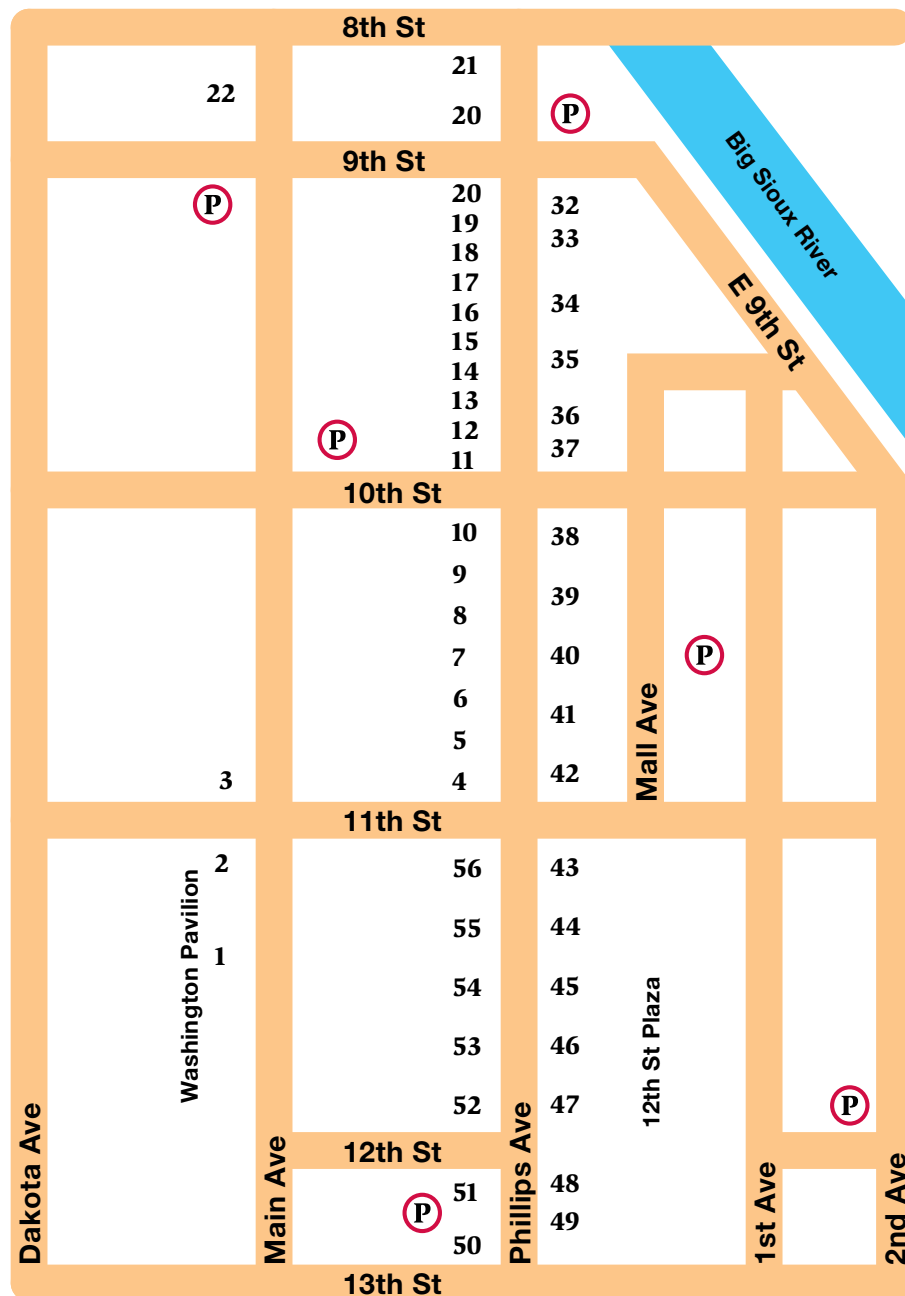 8th St
21
22
20
P
Big Sioux River
9th St
20
P
32
19
33
18
17
E 9th St
34
16
15
35
14
13
36
12
P
37
11
10th St
10
38
9
39
8
40
P
7
6
41
Mall Ave
5
42
3
4
11th St
2
56
43
Washington Pavilion
55
44
1
54
45
12th St Plaza
53
46
52
47
P
12th St
Dakota Ave
Main Ave
Phillips Ave
1st Ave
2nd Ave
51
48
P
49
50
13th St